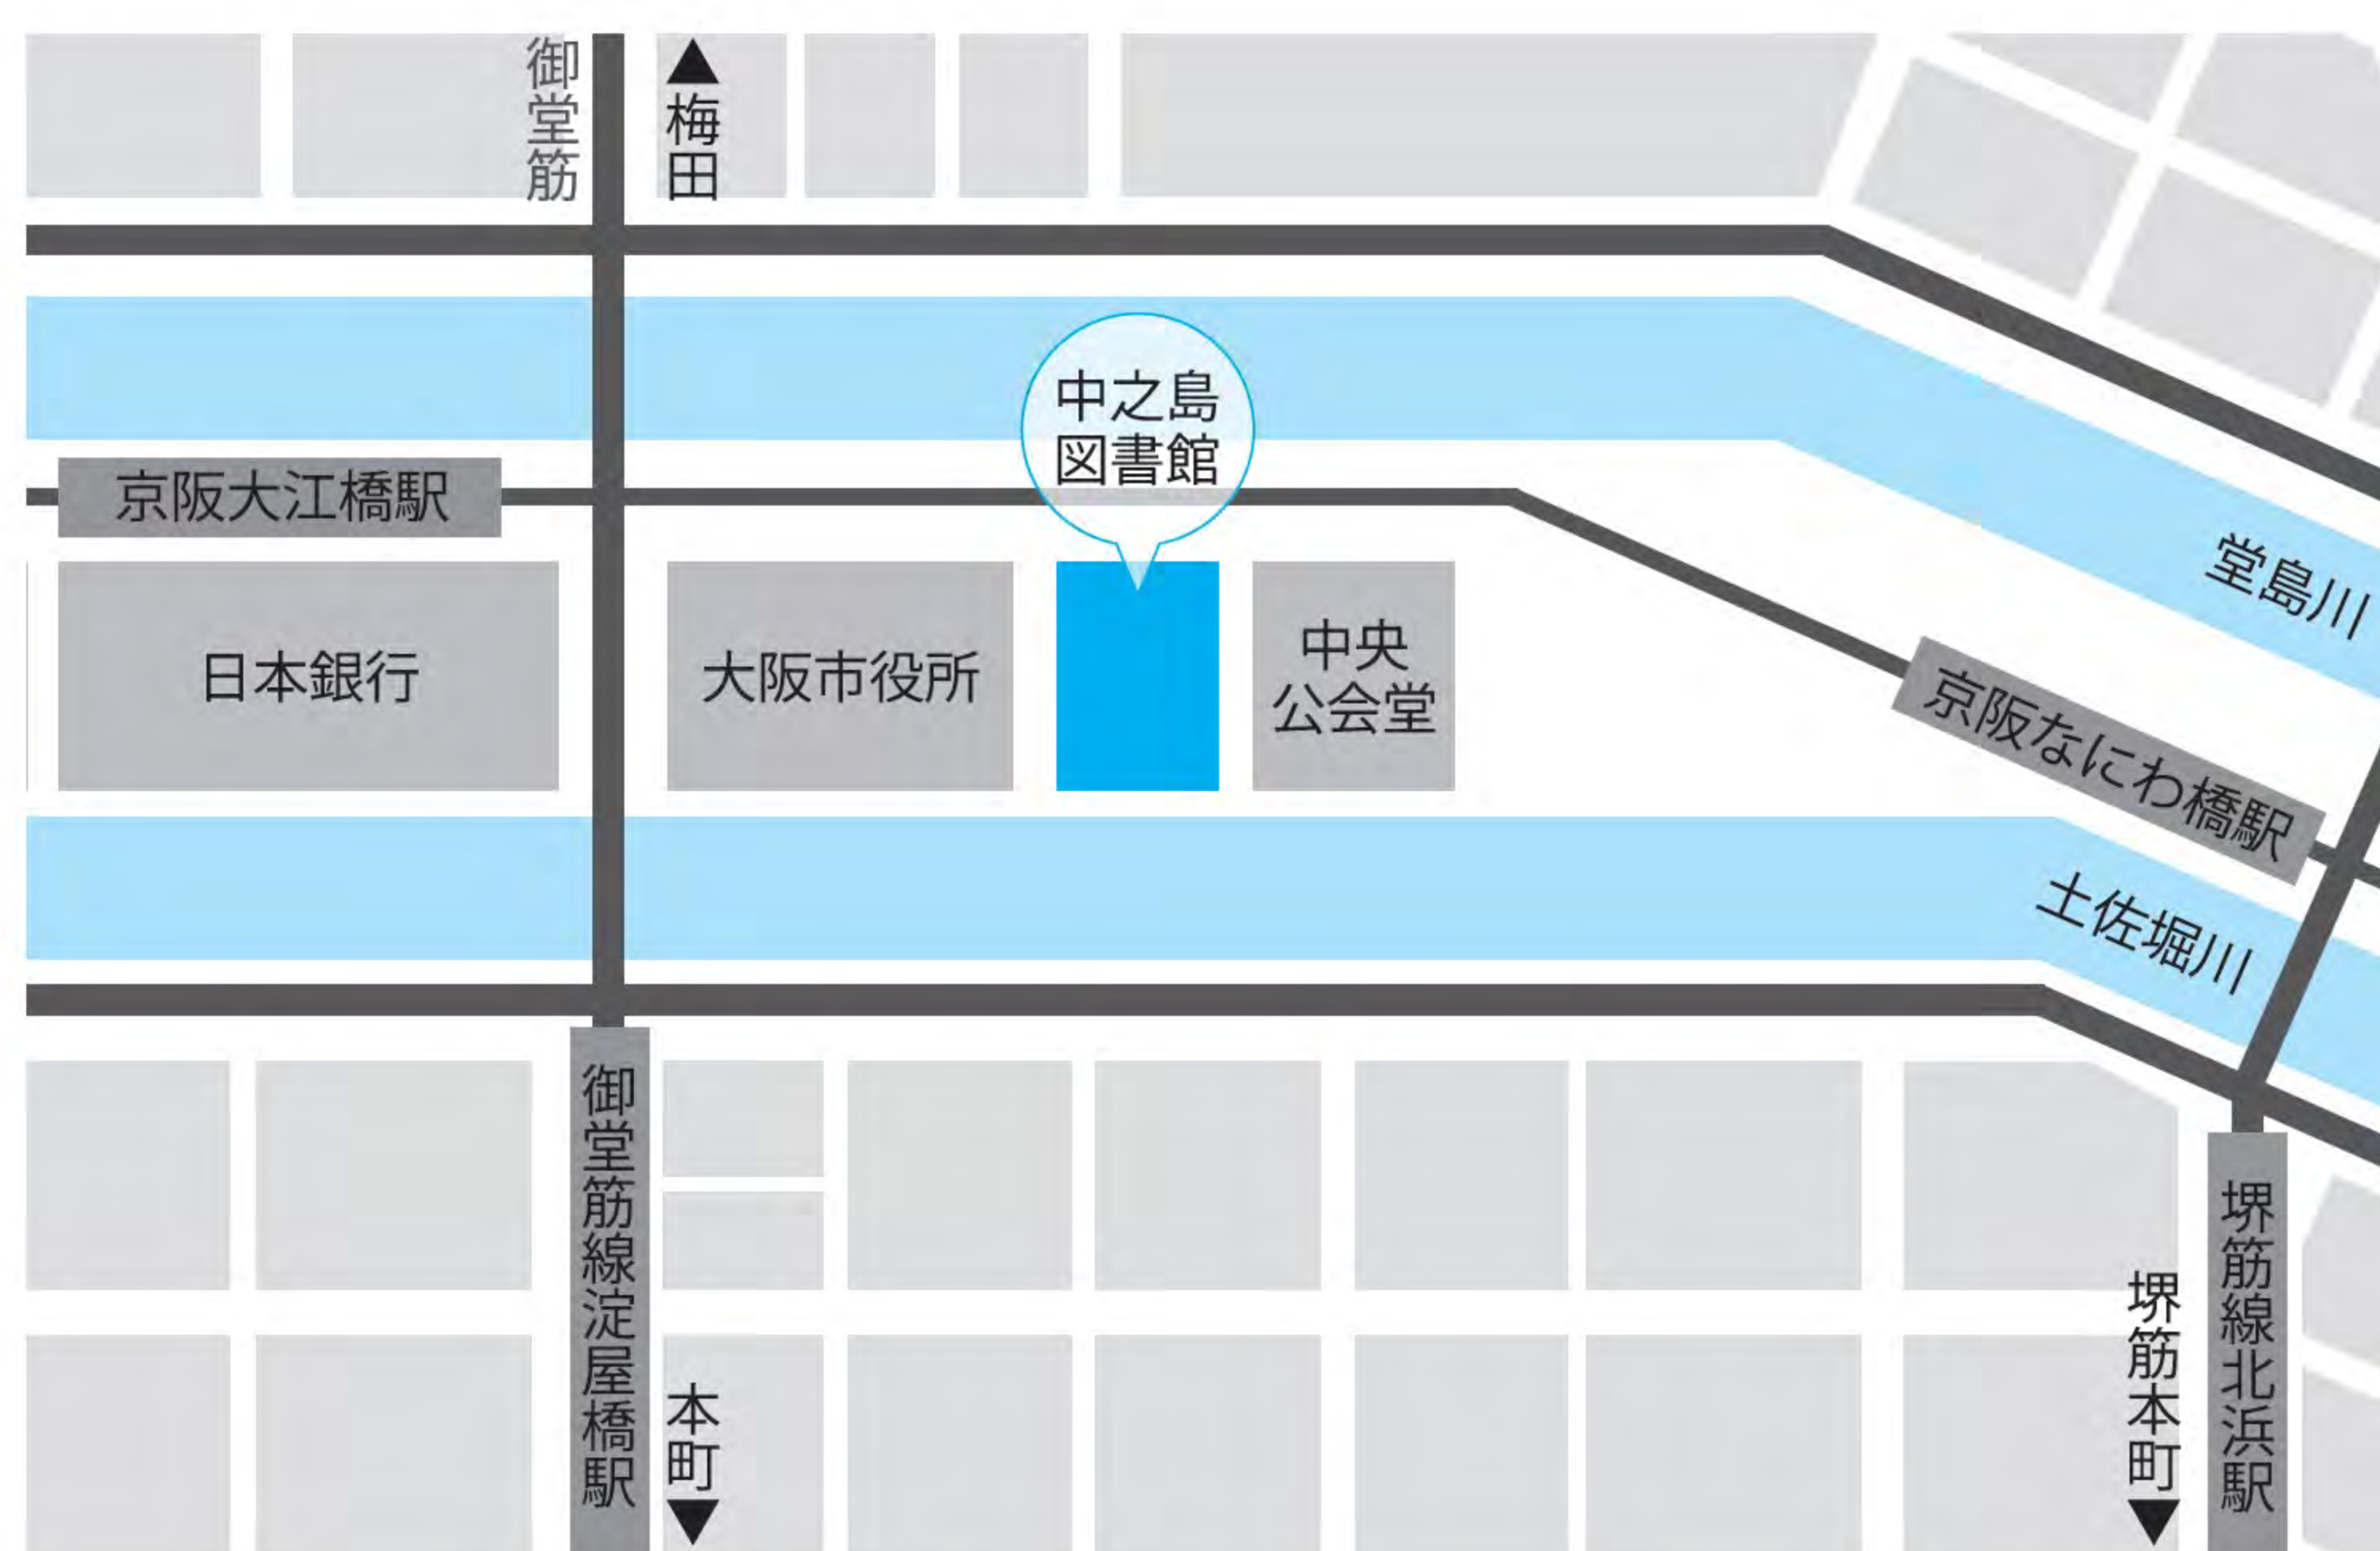 御堂筋
梅田
中之島
図書館
京阪大江橋駅
日本銀行
大阪市役所
中央
公会堂
堂島川
京阪なにわ橋駅
土佐堀川
御堂筋線淀屋橋駅
本町
堺筋本町
堺筋線北浜駅